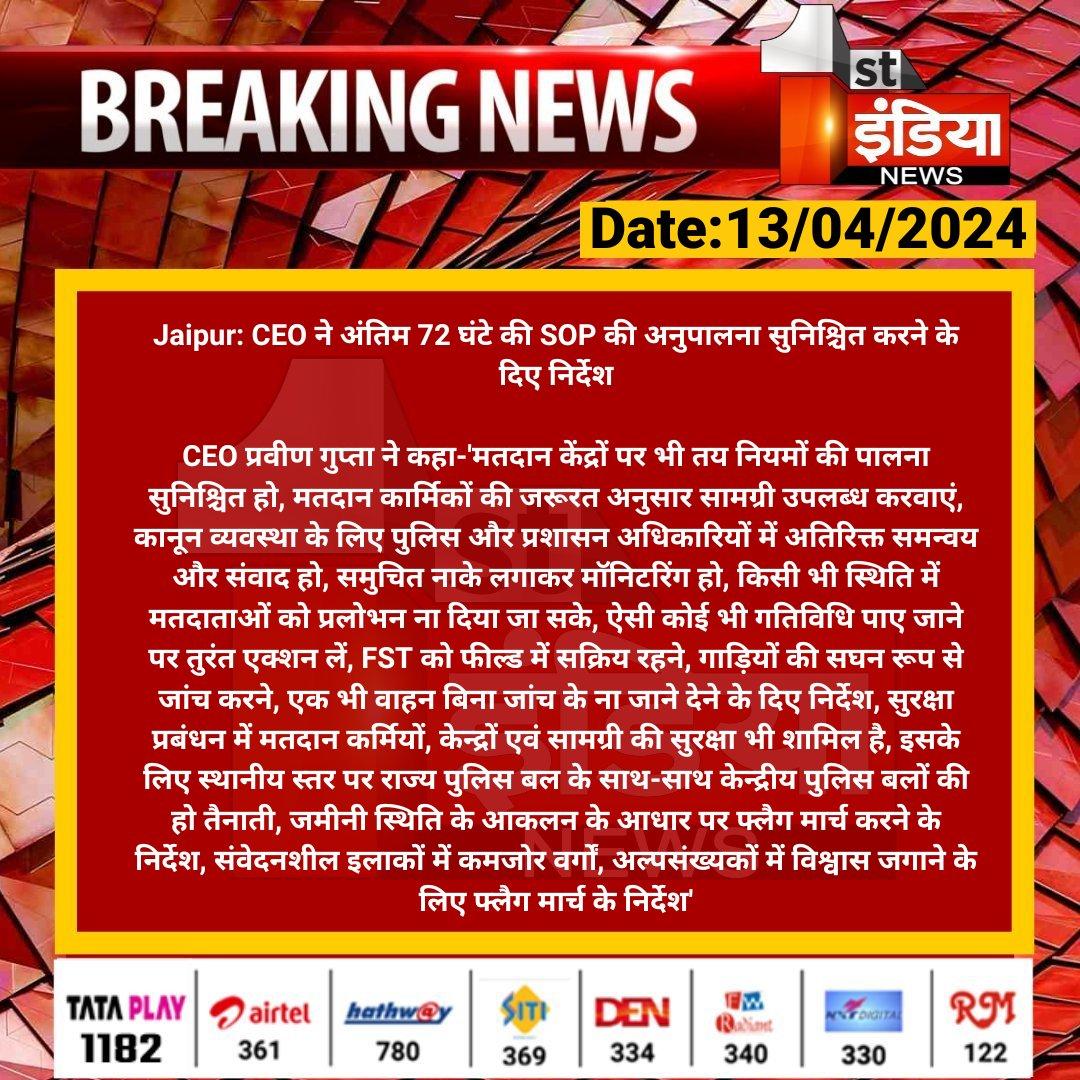 BREAKING NEWS
1st
इंडिया
NEWS
Date:13/04/2024
Jaipur: CEO ने अंतिम 72 घंटे की SOP की अनुपालना सुनिश्चित करने के
दिए निर्देश
CEO प्रवीण गुप्ता ने कहा-'मतदान केंद्रों पर भी तय नियमों की पालना
सुनिश्चित हो, मतदान कार्मिकों की जरूरत अनुसार सामग्री उपलब्ध करवाएं,
कानून व्यवस्था के लिए पुलिस और प्रशासन अधिकारियों में अतिरिक्त समन्वय
और संवाद हो, समुचित नाके लगाकर मॉनिटरिंग हो, किसी भी स्थिति में
मतदाताओं को प्रलोभन ना दिया जा सके, ऐसी कोई भी गतिविधि पाए जाने
पर तुरंत एक्शन लें, FST को फील्ड में सक्रिय रहने, गाड़ियों की सघन रूप से
जांच करने, एक भी वाहन बिना जांच के ना जाने देने के दिए निर्देश, सुरक्षा
प्रबंधन में मतदान कर्मियों, केन्द्रों एवं सामग्री की सुरक्षा भी शामिल है, इसके
लिए स्थानीय स्तर पर राज्य पुलिस बल के साथ-साथ केन्द्रीय पुलिस बलों की
हो तैनाती, जमीनी स्थिति के आकलन के आधार पर फ्लैग मार्च करने के
निर्देश, संवेदनशील इलाकों में कमजोर वर्गों, अल्पसंख्यकों में विश्वास जगाने के
लिए फ्लैग मार्च के निर्देश'
TATA PLAY airtel hathw@y SITI DEN Radiant NXT DIGITAL RM
1182 361 780 369 334 340 330 122